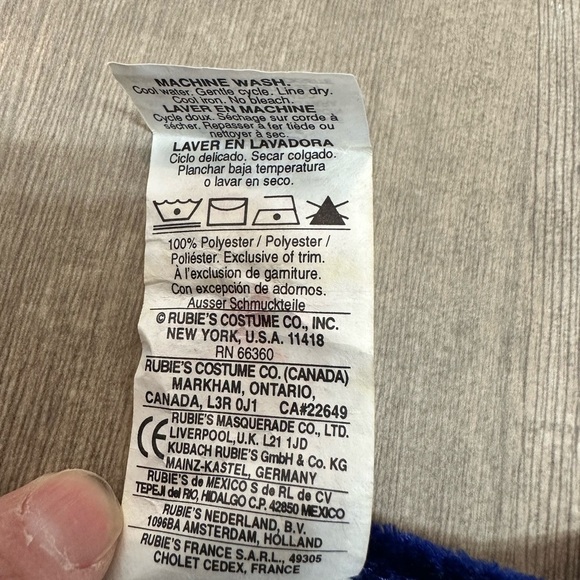 MACHINE WASH.
Cool water. Gentle cycle. Line dry.
Cool iron. No bleach.
LAVER EN MACHINE
Cycle doux. Séchage sur corde à
sécher. Repasser à fer tiède ou
nettoyer à sec.
LAVER EN LAVADORA
Ciclo delicado. Secar colgado.
Planchar baja temperatura
o lavar en seco.
100% Polyester / Polyester /
Poliéster. Exclusive of trim.
À l'exclusion de garniture.
Con excepción de adornos.
Ausser Schmuckteile
© RUBIE'S COSTUME CO., INC.
NEW YORK, U.S.A. 11418
RN 66360
RUBIE'S COSTUME CO. (CANADA)
MARKHAM, ONTARIO,
CANADA, L3R 0J1 CA#22649
CE
RUBIE'S MASQUERADE CO., LTD.
LIVERPOOL, U.K. L21 1JD
KUBACH RUBIE'S GmbH & Co. KG
MAINZ-KASTEL, GERMANY
RUBIE'S de MEXICO S de RL de CV
TEPEJI del RIO, HIDALGO C.P. 42850 MEXICO
RUBIE'S NEDERLAND, B.V.
1096BA AMSTERDAM, HOLLAND
RUBIE'S FRANCE S.A.R.L., 49305
CHOLET CEDEX, FRANCE